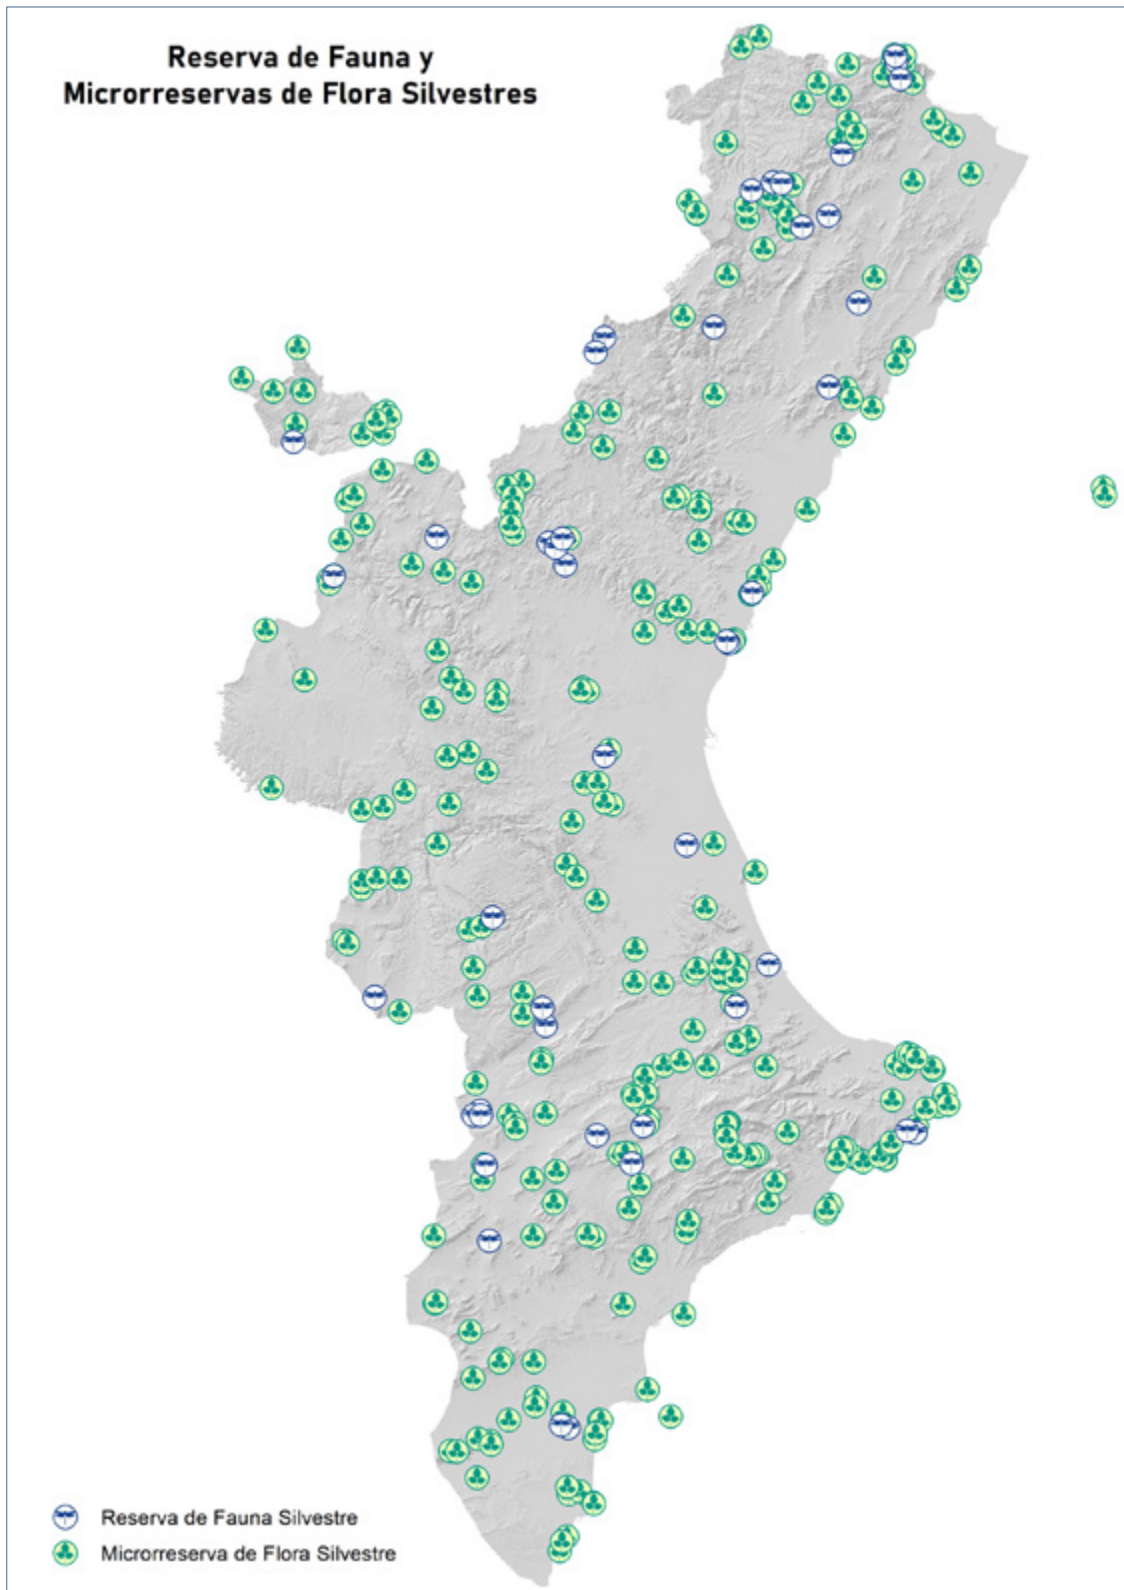 Reserva de Fauna y
Microrreservas de Flora Silvestres
Reserva de Fauna Silvestre
Microrreserva de Flora Silvestre